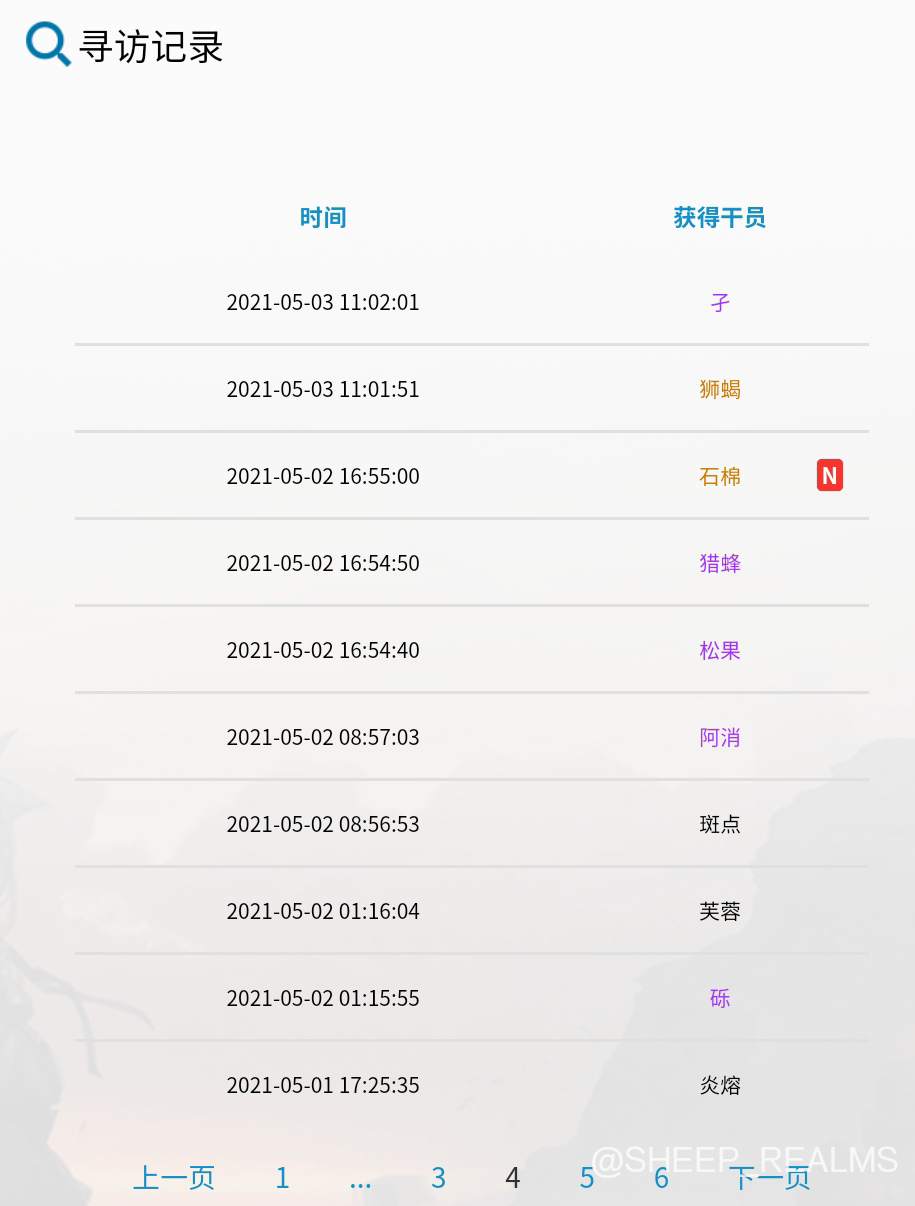 寻访记录
时间 获得干员
2021-05-03 11:02:01 孑
2021-05-03 11:01:51 狮蝎
2021-05-02 16:55:00 石棉 N
2021-05-02 16:54:50 猎蜂
2021-05-02 16:54:40 松果
2021-05-02 08:57:03 阿消
2021-05-02 08:56:53 斑点
2021-05-02 01:16:04 芙蓉
2021-05-02 01:15:55 砾
2021-05-01 17:25:35 炎熔
@SHEEP_REALMS
上一页 1 ... 3 4 5 6 下一页